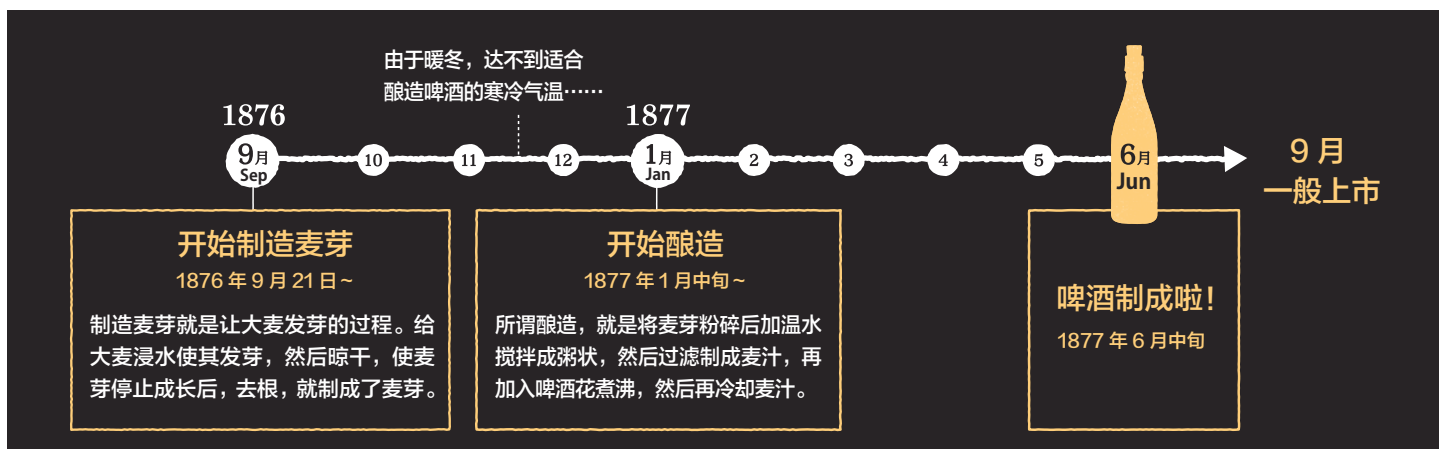 由于暖冬，达不到适合
酿造啤酒的寒冷气温……
1876
1877
9月
Sep
10
11
12
1月
Jan
2
3
4
5
6月
Jun
9 月
一般上市
开始制造麦芽
1876 年 9 月 21 日 ~
制造麦芽就是让大麦发芽的过程。给
大麦浸水使其发芽，然后晾干，使麦
芽停止成长后，去根，就制成了麦芽。
开始酿造
1877 年 1 月中旬 ~
所谓酿造，就是将麦芽粉碎后加温水
搅拌成粥状，然后过滤制成麦汁，再
加入啤酒花煮沸，然后再冷却麦汁。
啤酒制成啦！
1877 年 6 月中旬